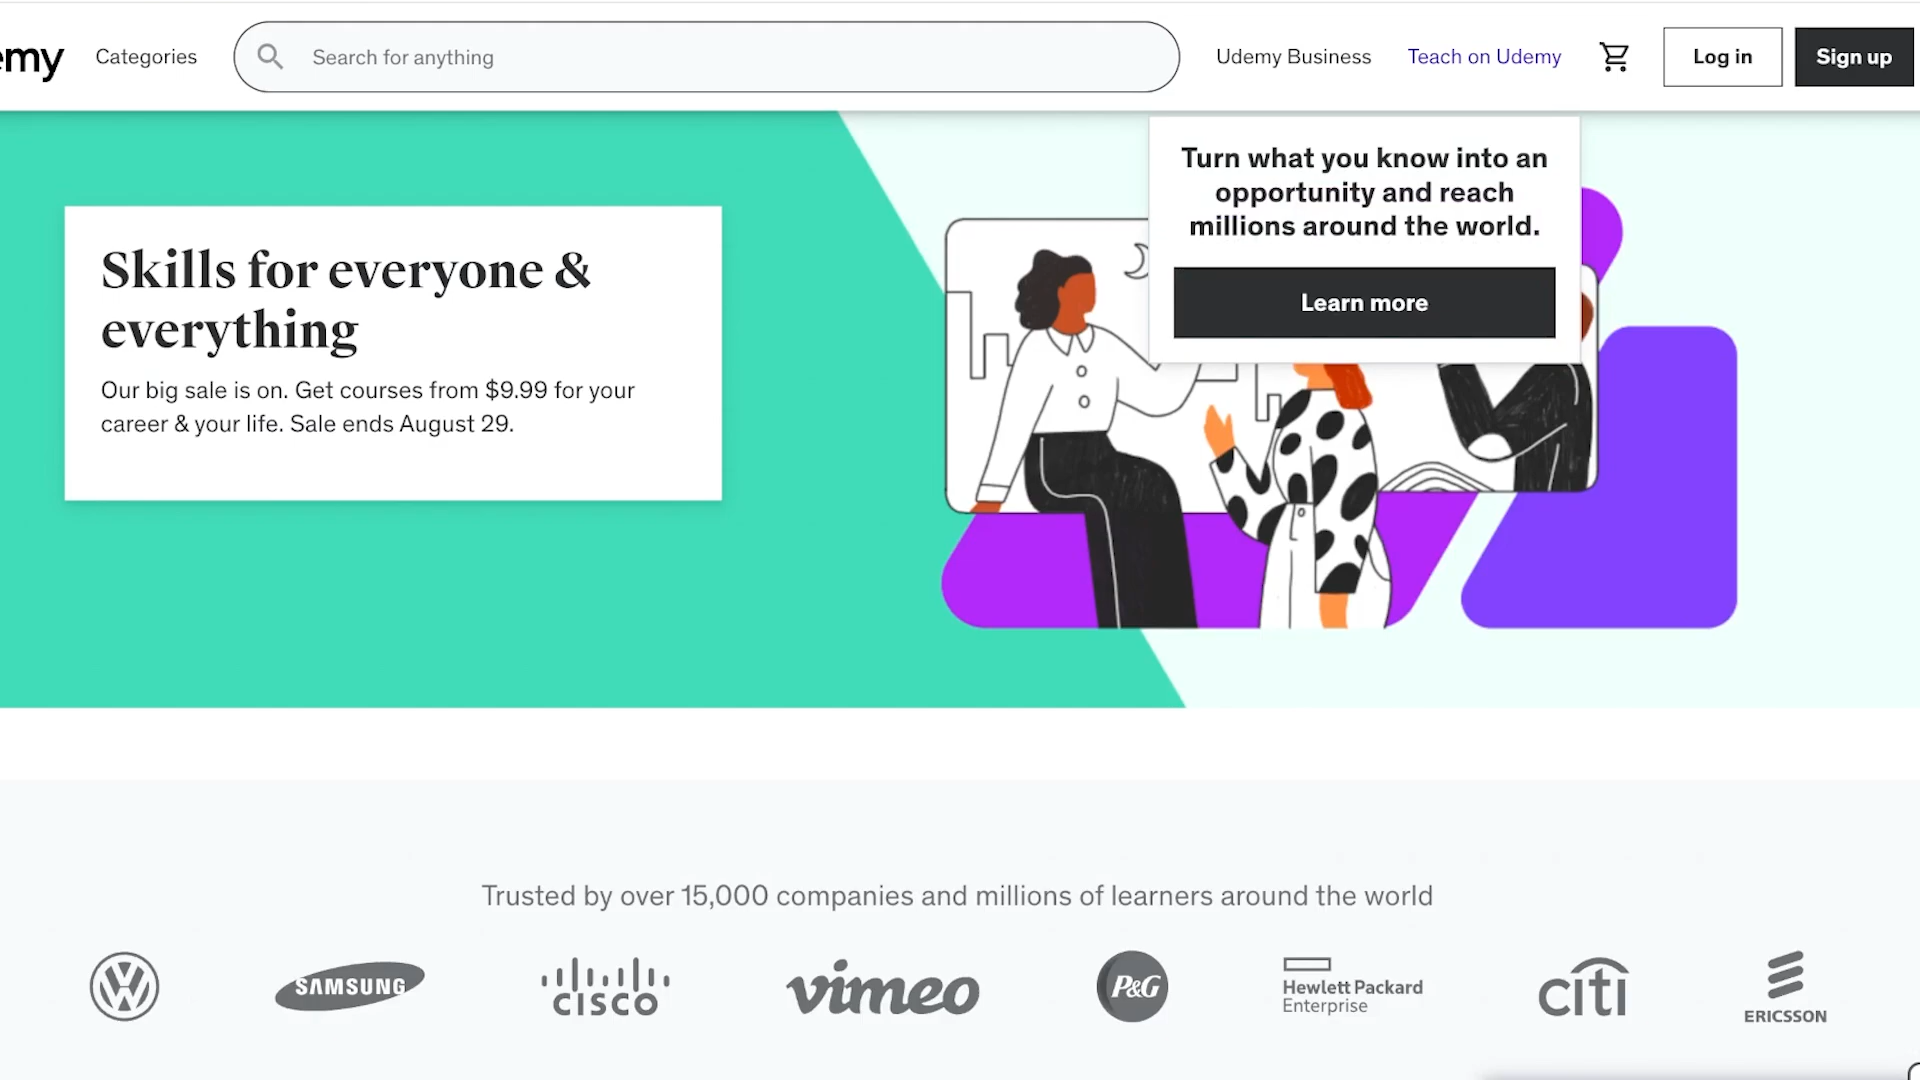 emy
Categories
Search for anything
Udemy Business
Teach on Udemy
Log in
Sign up
Turn what you know into an
opportunity and reach
millions around the world.
Learn more
Skills for everyone &
everything
Our big sale is on. Get courses from $9.99 for your
career & your life. Sale ends August 29.
Trusted by over 15,000 companies and millions of learners around the world
VW
SAMSUNG
CISCO
vimeo
P&G
Hewlett Packard
Enterprise
citi
ERICSSON